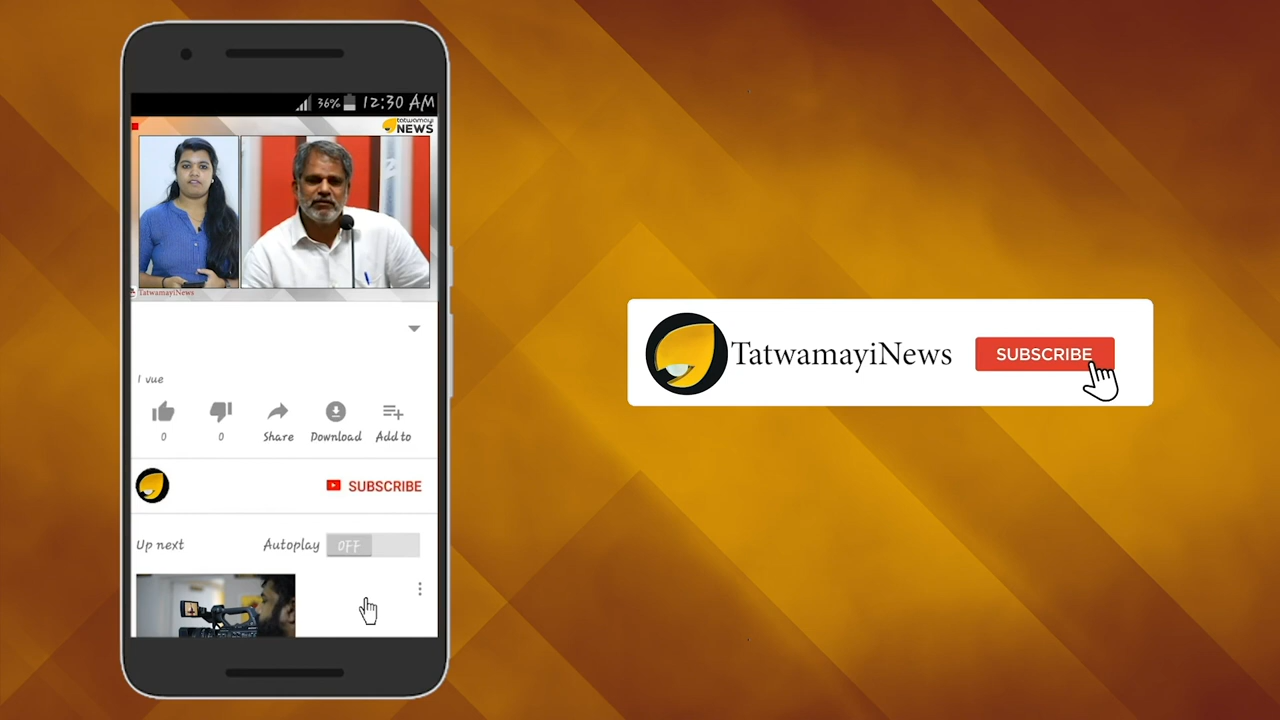 36% 12:30 AM
tatwamayi
NEWS
TatwamayiNews
1 vue
0 0 Share Download Add to
SUBSCRIBE
Up next Autoplay OFF
TatwamayiNews SUBSCRIBE